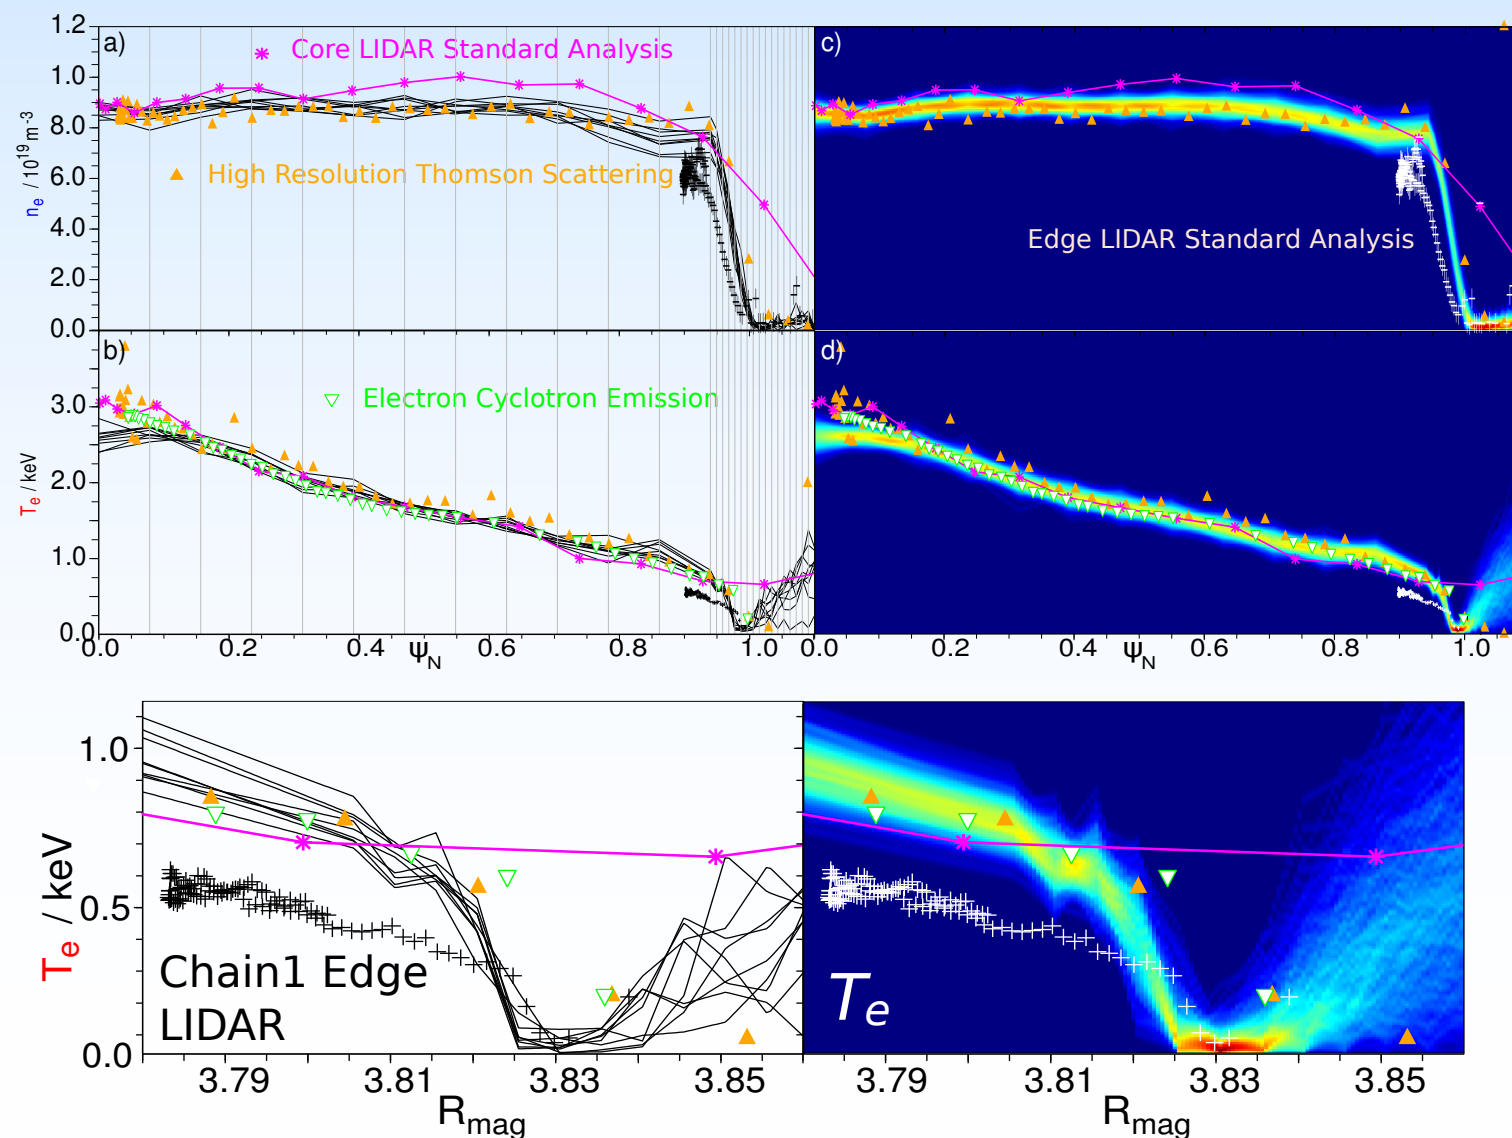 1.2
a)
c)
Core LIDAR Standard Analysis
1.0
8.0
High Resolution Thomson Scattering
6.0
n_e / 10^19 m^-3
Edge LIDAR Standard Analysis
4.0
2.0
0.0
b)
d)
Electron Cyclotron Emission
3.0
2.0
T_e / keV
1.0
0.0
0.0 0.2 0.4 ψ_N 0.6 0.8 1.0
0.0 0.2 0.4 ψ_N 0.6 0.8 1.0
1.0
0.5
T_e / keV
Chain1 Edge
LIDAR
T_e
0.0
3.79 3.81 3.83 3.85
3.79 3.81 3.83 3.85
R_mag
R_mag